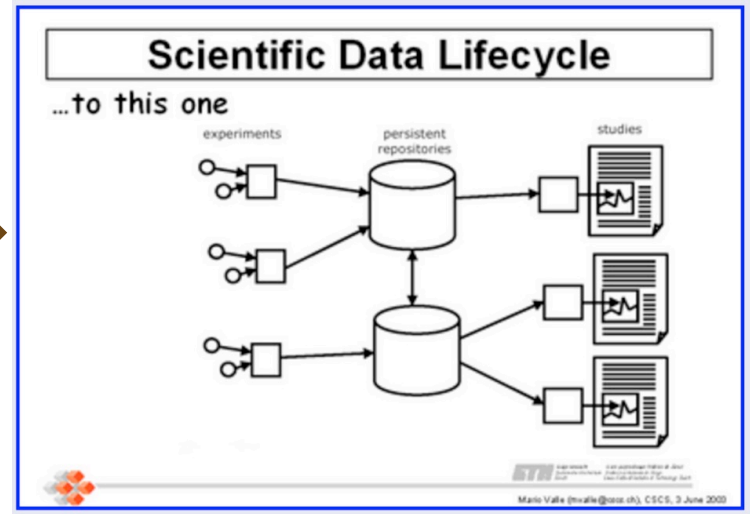 Scientific Data Lifecycle
...to this one
experiments
persistent
repositories
studies
Mario Valle (mvalle@cscs.ch), CSCS, 3 June 2003